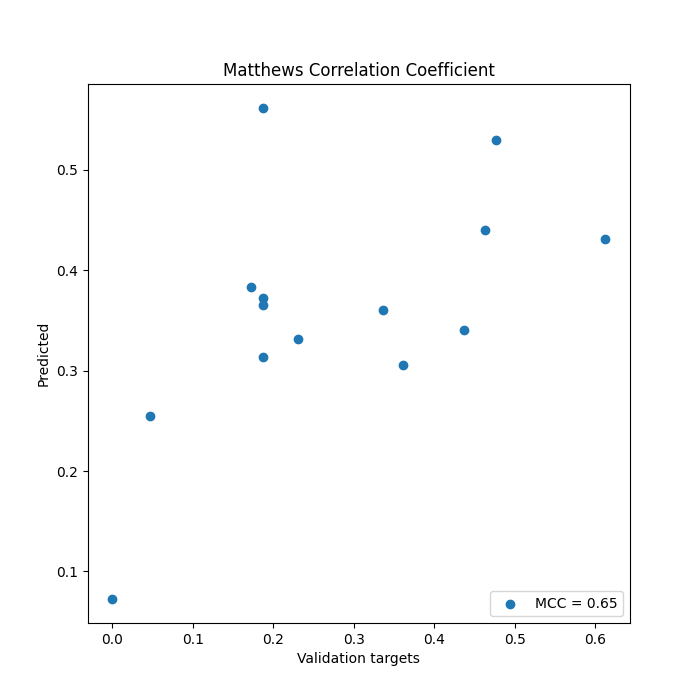 Matthews Correlation Coefficient
0.5
0.4
0.3
0.2
0.1
Predicted
MCC = 0.65
0.0 0.1 0.2 0.3 0.4 0.5 0.6
Validation targets